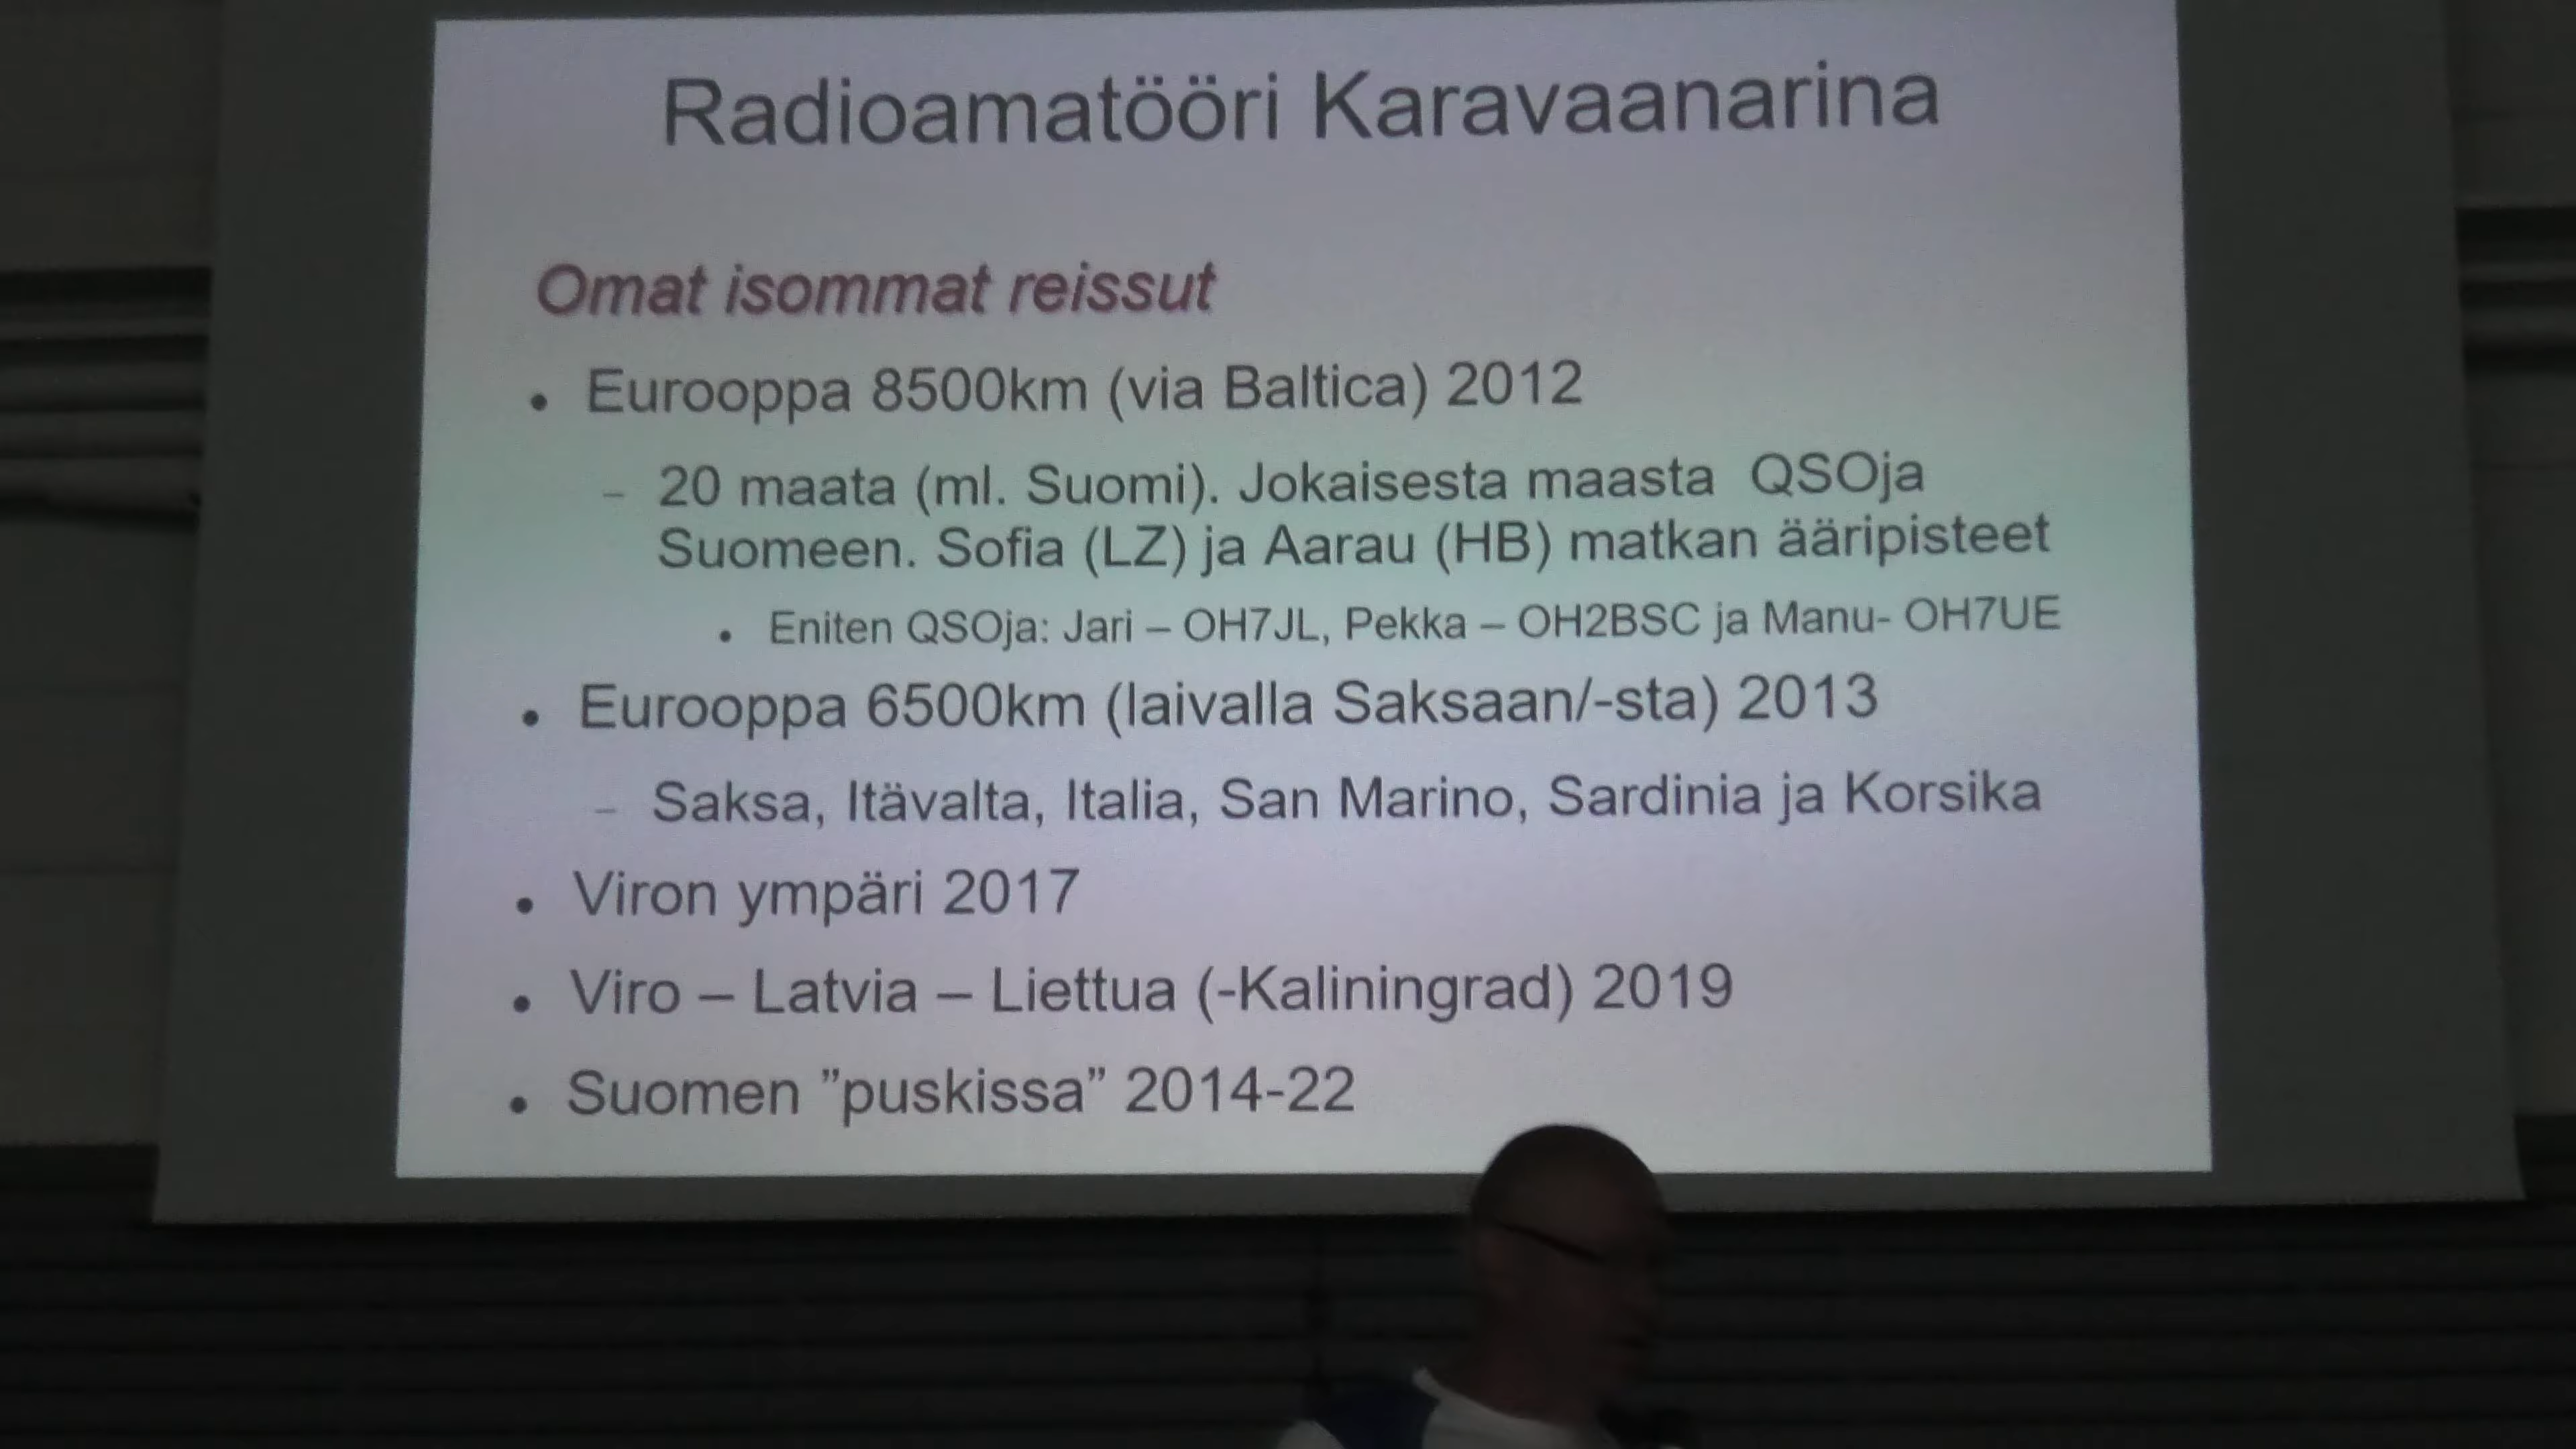 Radioamatööri Karavaanarina
Omat isommat reissut
• Eurooppa 8500km (via Baltica) 2012
– 20 maata (ml. Suomi). Jokaisesta maasta QSOja
Suomeen. Sofia (LZ) ja Aarau (HB) matkan ääripisteet
• Eniten QSOja: Jari – OH7JL, Pekka – OH2BSC ja Manu- OH7UE
• Eurooppa 6500km (laivalla Saksaan/-sta) 2013
– Saksa, Itävalta, Italia, San Marino, Sardinia ja Korsika
• Viron ympäri 2017
• Viro – Latvia – Liettua (-Kaliningrad) 2019
• Suomen ”puskissa” 2014-22